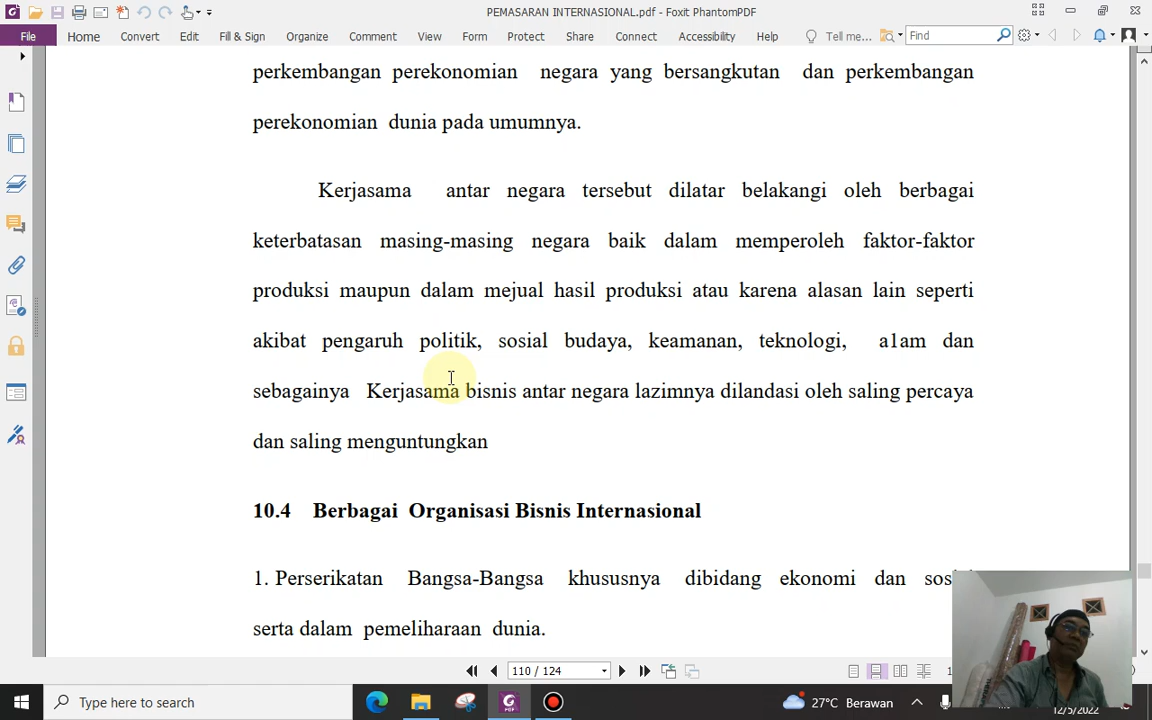 PEMASARAN INTERNASIONAL.pdf - Foxit PhantomPDF
File Home Convert Edit Fill & Sign Organize Comment View Form Protect Share Connect Accessibility Help Tell me... Find
perkembangan perekonomian negara yang bersangkutan dan perkembangan
perekonomian dunia pada umumnya.
Kerjasama antar negara tersebut dilatar belakangi oleh berbagai
keterbatasan masing-masing negara baik dalam memperoleh faktor-faktor
produksi maupun dalam mejual hasil produksi atau karena alasan lain seperti
akibat pengaruh politik, sosial budaya, keamanan, teknologi, a1am dan
sebagainya Kerjasama bisnis antar negara lazimnya dilandasi oleh saling percaya
dan saling menguntungkan
10.4 Berbagai Organisasi Bisnis Internasional
1. Perserikatan Bangsa-Bangsa khususnya dibidang ekonomi dan
serta dalam pemeliharaan dunia.
110 / 124
Type here to search
27°C Berawan
12/5/2022